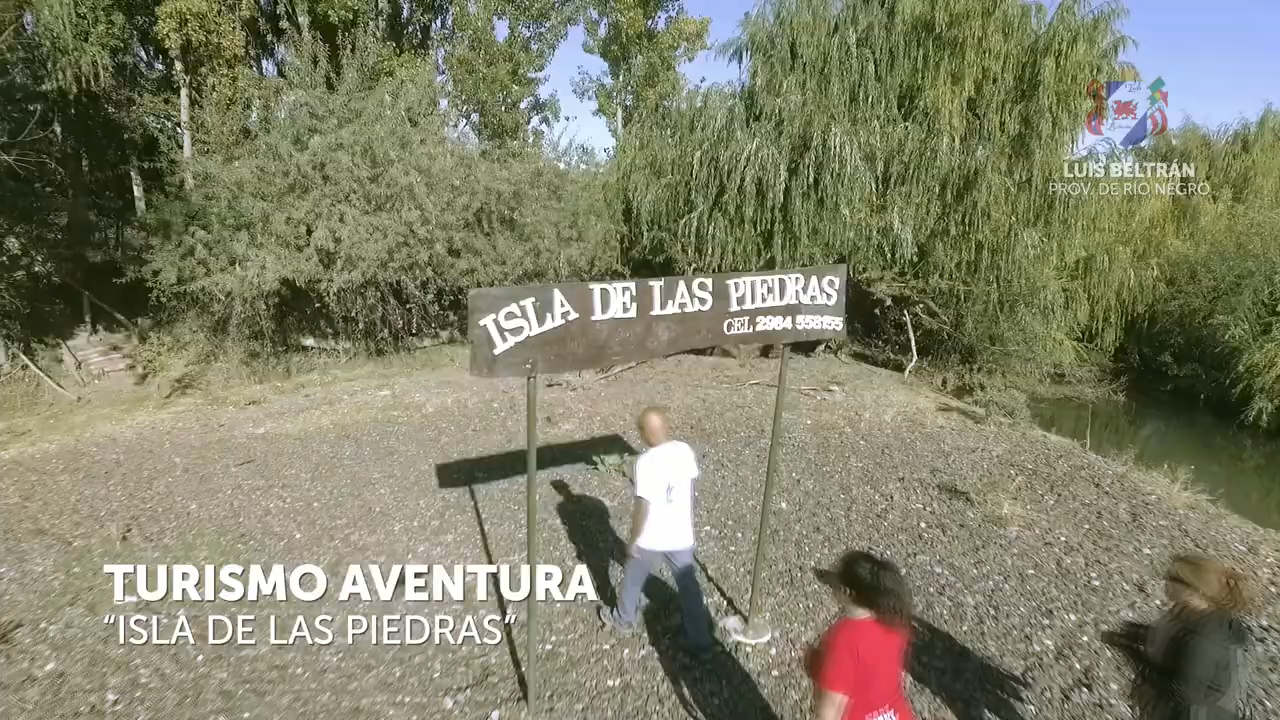 LUIS BELTRÁN
PROV. DE RÍO NEGRO
ISLA DE LAS PIEDRAS
CEL 2984 558155
TURISMO AVENTURA
“ISLA DE LAS PIEDRAS“